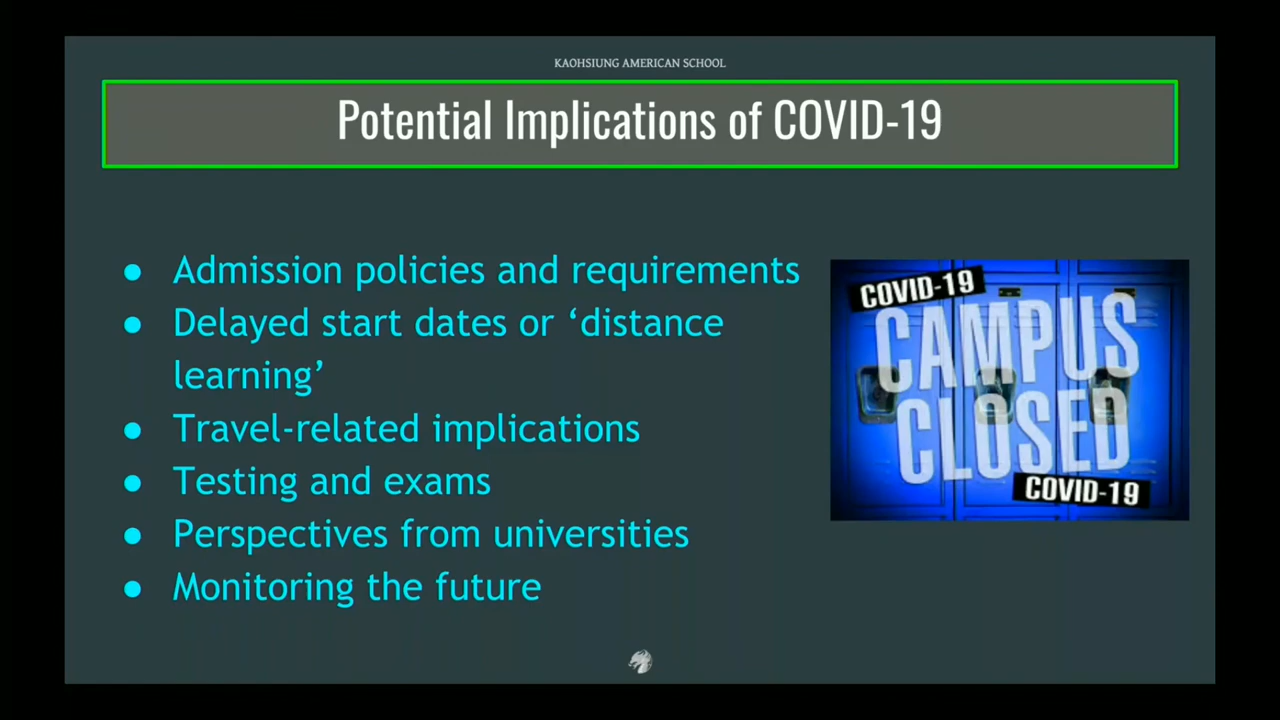 KAOHSIUNG AMERICAN SCHOOL
Potential Implications of COVID-19
● Admission policies and requirements
● Delayed start dates or ‘distance
learning’
● Travel-related implications
● Testing and exams
● Perspectives from universities
● Monitoring the future
COVID-19
CAMPUS
CLOSED
COVID-19